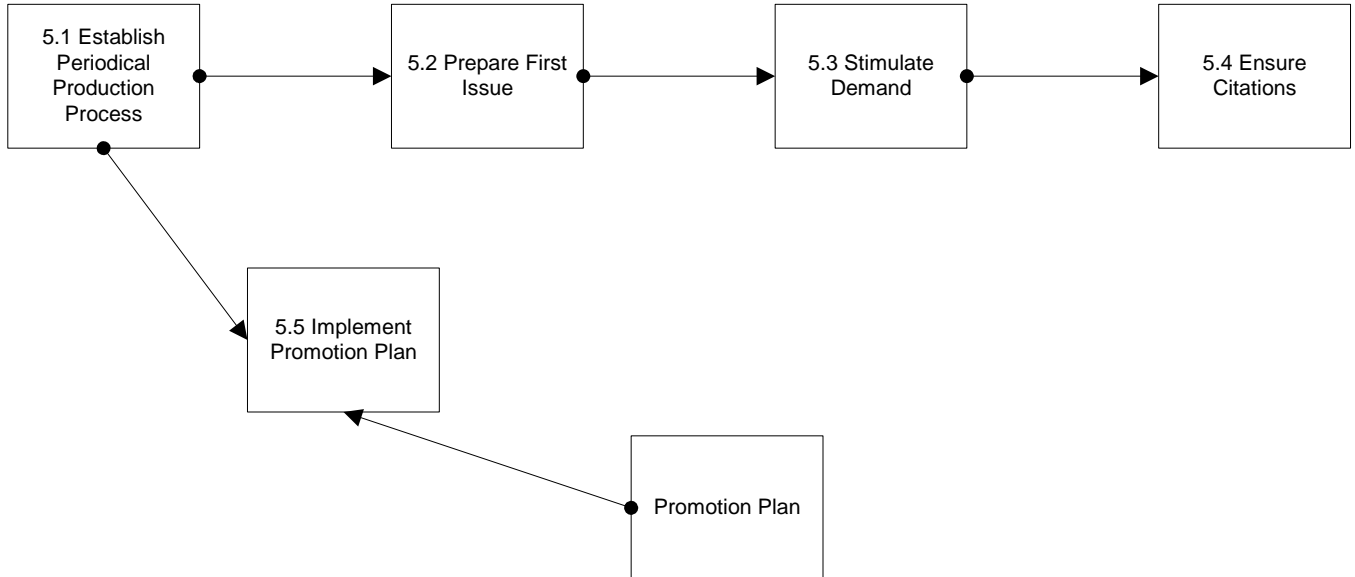 5.1 Establish
Periodical
Production
Process
5.2 Prepare First
Issue
5.3 Stimulate
Demand
5.4 Ensure
Citations
5.5 Implement
Promotion Plan
Promotion Plan